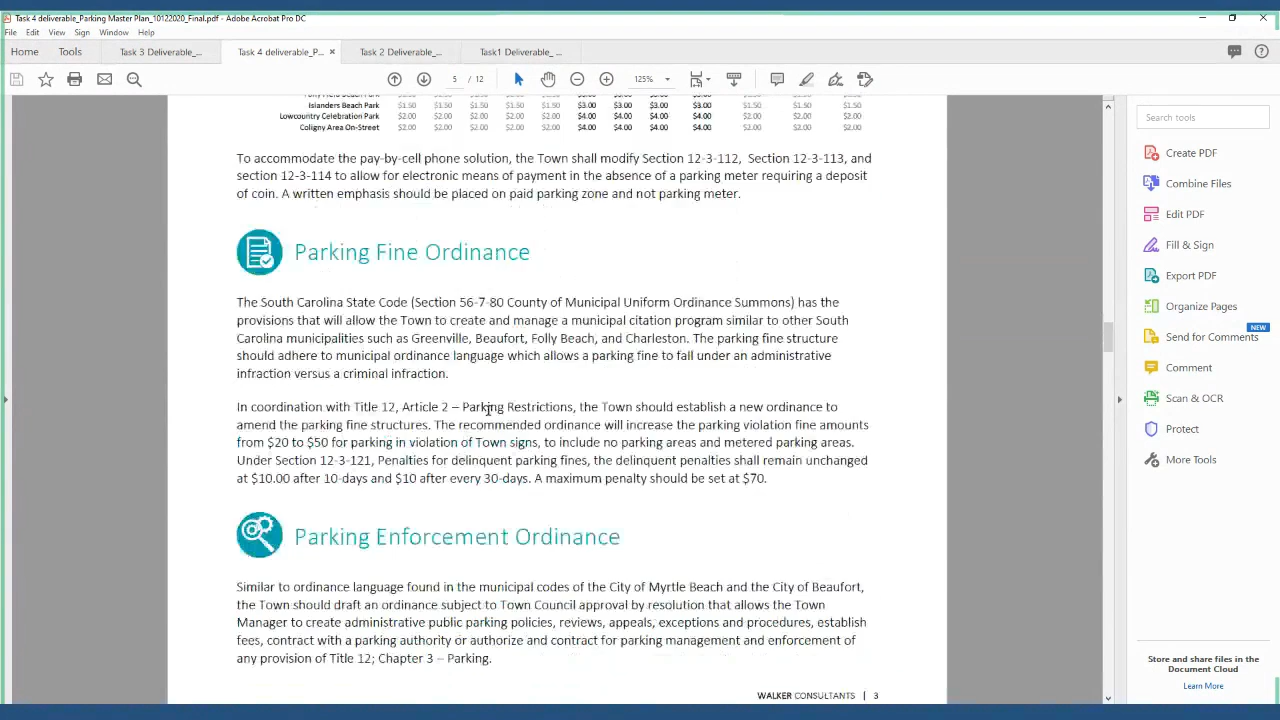 Task 4 deliverable_Parking Master Plan_10122020_Final.pdf - Adobe Acrobat Pro DC
File Edit View Sign Window Help
Home Tools Task 3 Deliverable_... Task 4 deliverable_P... × Task 2 Deliverable_... Task1 Deliverable_ ...
5 / 12 125%
Islanders Beach Park $1.50 $1.50 $1.50 $1.50 $1.50 $3.00 $3.00 $3.00 $3.00 $1.50 $1.50 $1.50
Lowcountry Celebration Park $2.00 $2.00 $2.00 $2.00 $2.00 $4.00 $4.00 $4.00 $4.00 $2.00 $2.00 $2.00
Coligny Area On-Street $2.00 $2.00 $2.00 $2.00 $2.00 $4.00 $4.00 $4.00 $4.00 $2.00 $2.00 $2.00
To accommodate the pay-by-cell phone solution, the Town shall modify Section 12-3-112, Section 12-3-113, and
section 12-3-114 to allow for electronic means of payment in the absence of a parking meter requiring a deposit
of coin. A written emphasis should be placed on paid parking zone and not parking meter.
Parking Fine Ordinance
The South Carolina State Code (Section 56-7-80 County of Municipal Uniform Ordinance Summons) has the
provisions that will allow the Town to create and manage a municipal citation program similar to other South
Carolina municipalities such as Greenville, Beaufort, Folly Beach, and Charleston. The parking fine structure
should adhere to municipal ordinance language which allows a parking fine to fall under an administrative
infraction versus a criminal infraction.
In coordination with Title 12, Article 2 – Parking Restrictions, the Town should establish a new ordinance to
amend the parking fine structures. The recommended ordinance will increase the parking violation fine amounts
from $20 to $50 for parking in violation of Town signs, to include no parking areas and metered parking areas.
Under Section 12-3-121, Penalties for delinquent parking fines, the delinquent penalties shall remain unchanged
at $10.00 after 10-days and $10 after every 30-days. A maximum penalty should be set at $70.
Parking Enforcement Ordinance
Similar to ordinance language found in the municipal codes of the City of Myrtle Beach and the City of Beaufort,
the Town should draft an ordinance subject to Town Council approval by resolution that allows the Town
Manager to create administrative public parking policies, reviews, appeals, exceptions and procedures, establish
fees, contract with a parking authority or authorize and contract for parking management and enforcement of
any provision of Title 12; Chapter 3 – Parking.
WALKER CONSULTANTS | 3
Search tools
Create PDF
Combine Files
Edit PDF
Fill & Sign
Export PDF
Organize Pages
NEW
Send for Comments
Comment
Scan & OCR
Protect
More Tools
Store and share files in the
Document Cloud
Learn More